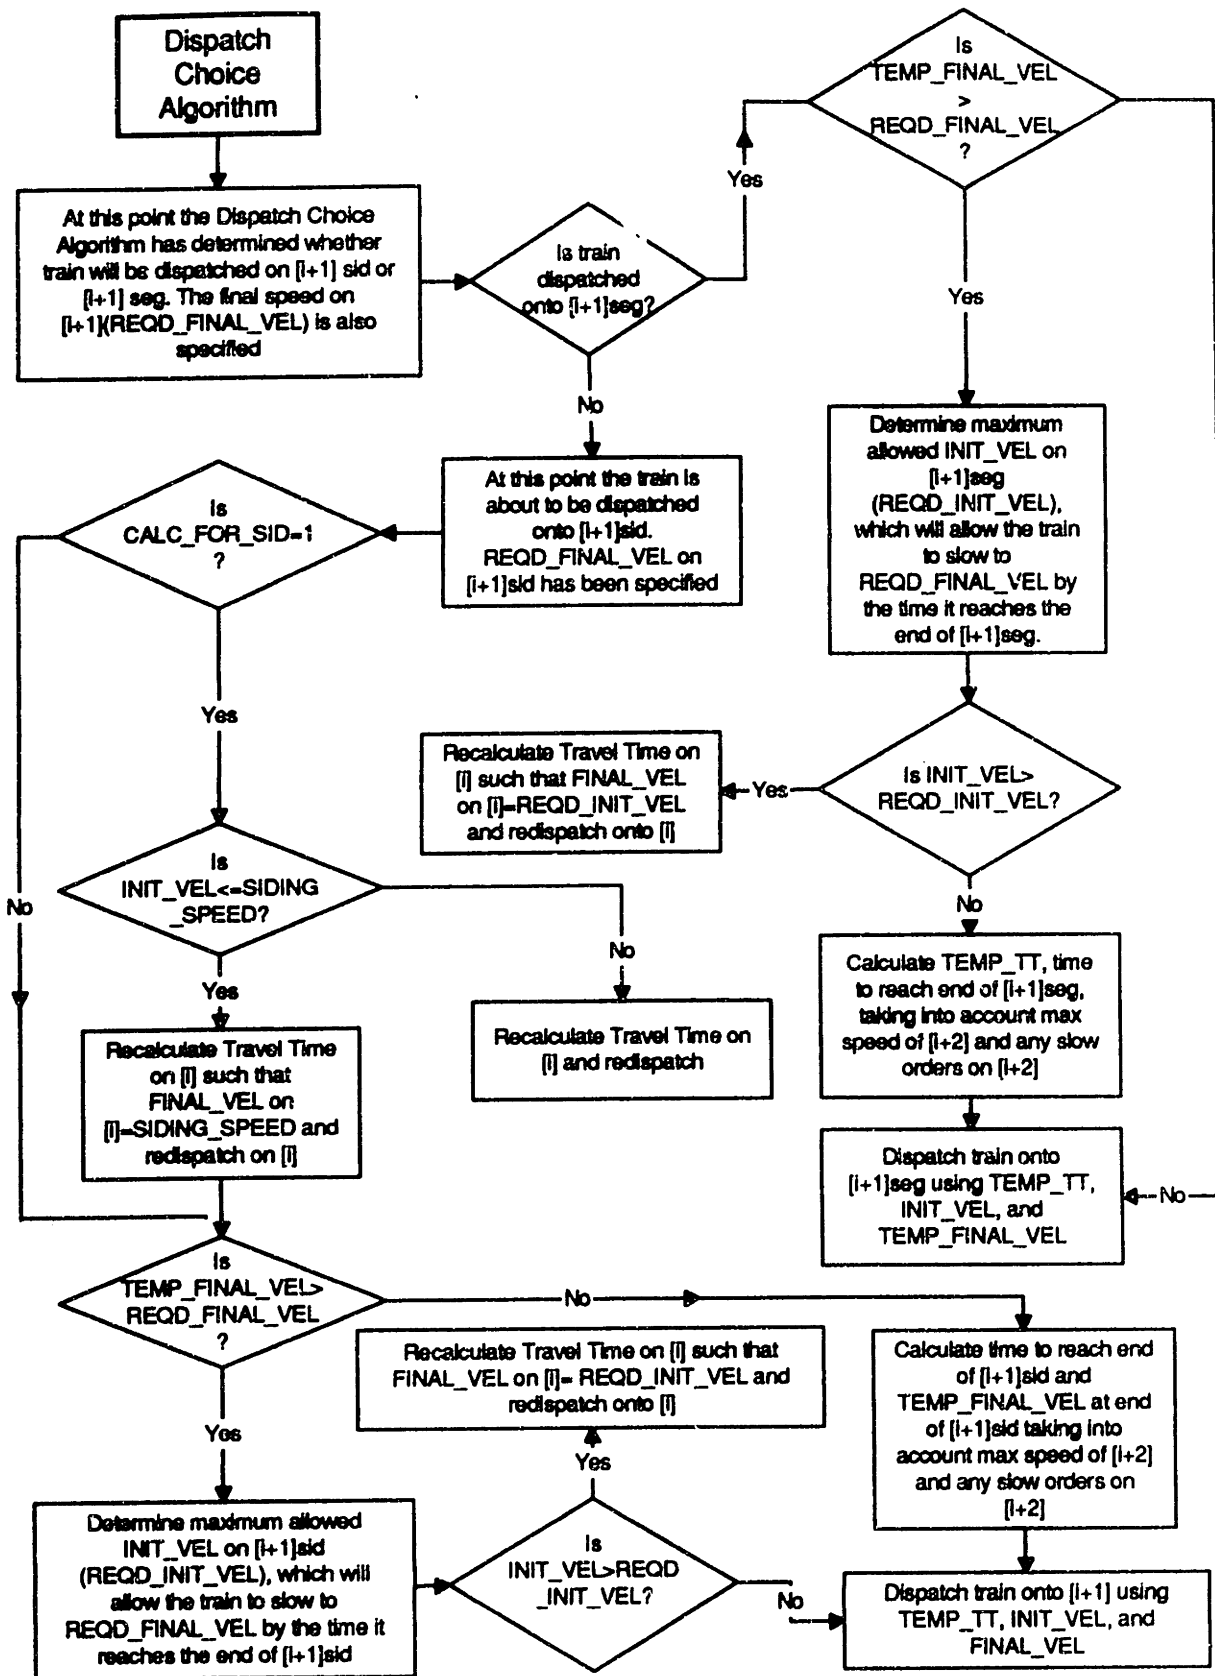 Dispatch
Choice
Algorithm
At this point the Dispatch Choice
Algorithm has determined whether
train will be dispatched on [i+1] sid or
[i+1] seg. The final speed on
[i+1](REQD_FINAL_VEL) is also
specified
Is train
dispatched
onto [i+1]seg?
Yes
Is
TEMP_FINAL_VEL
>
REQD_FINAL_VEL
?
Yes
No
Determine maximum
allowed INIT_VEL on
[i+1]seg
(REQD_INIT_VEL),
which will allow the train
to slow to
REQD_FINAL_VEL by
the time it reaches the
end of [i+1]seg.
At this point the train is
about to be dispatched
onto [i+1]sid.
REQD_FINAL_VEL on
[i+1]sid has been specified
Is
CALC_FOR_SID=1
?
Yes
Recalculate Travel Time on
[i] such that FINAL_VEL
on [i]=REQD_INIT_VEL
and redispatch onto [i]
Yes
Is INIT_VEL>
REQD_INIT_VEL?
Is
INIT_VEL<=SIDING
_SPEED?
No
No
No
Yes
Calculate TEMP_TT, time
to reach end of [i+1]seg,
taking into account max
speed of [i+2] and any slow
orders on [i+2]
Recalculate Travel Time on
[i] and redispatch
Recalculate Travel Time
on [i] such that
FINAL_VEL on
[i]=SIDING_SPEED and
redispatch on [i]
Dispatch train onto
[i+1]seg using TEMP_TT,
INIT_VEL, and
TEMP_FINAL_VEL
No
Is
TEMP_FINAL_VEL>
REQD_FINAL_VEL
?
No
Recalculate Travel Time on [i] such that
FINAL_VEL on [i]= REQD_INIT_VEL and
redispatch onto [i]
Calculate time to reach end
of [i+1]sid and
TEMP_FINAL_VEL at end
of [i+1]sid taking into
account max speed of [i+2]
and any slow orders on
[i+2]
Yes
Yes
Determine maximum allowed
INIT_VEL on [i+1]sid
(REQD_INIT_VEL), which will
allow the train to slow to
REQD_FINAL_VEL by the time it
reaches the end of [i+1]sid
Is
INIT_VEL>REQD
_INIT_VEL?
No
Dispatch train onto [i+1] using
TEMP_TT, INIT_VEL, and
FINAL_VEL